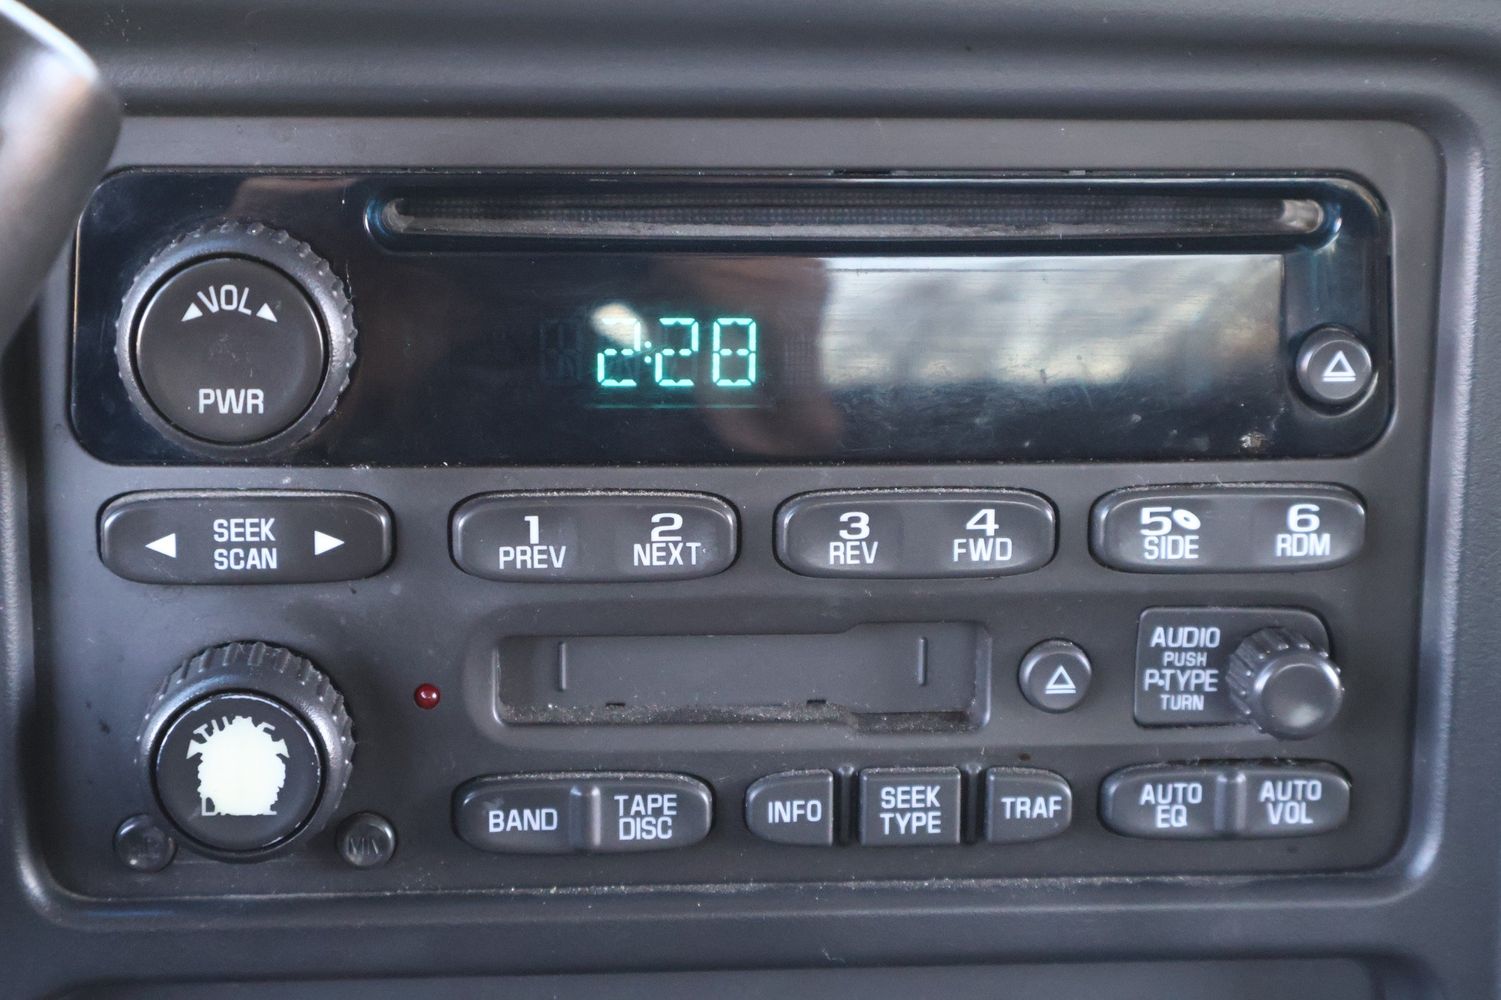 VOL
PWR
2:28
SEEK
SCAN
1
PREV
2
NEXT
3
REV
4
FWD
5
SIDE
6
RDM
AUDIO
PUSH
P-TYPE
TURN
BAND
TAPE
DISC
INFO
SEEK
TYPE
TRAF
AUTO
EQ
AUTO
VOL